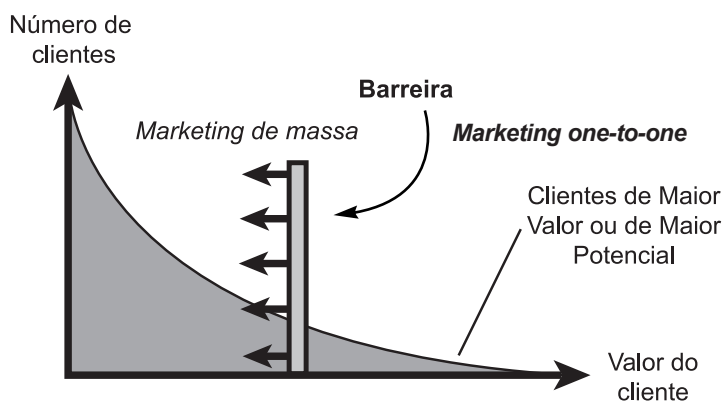 Número de
clientes
Barreira
Marketing de massa
Marketing one-to-one
Clientes de Maior
Valor ou de Maior
Potencial
Valor do
cliente